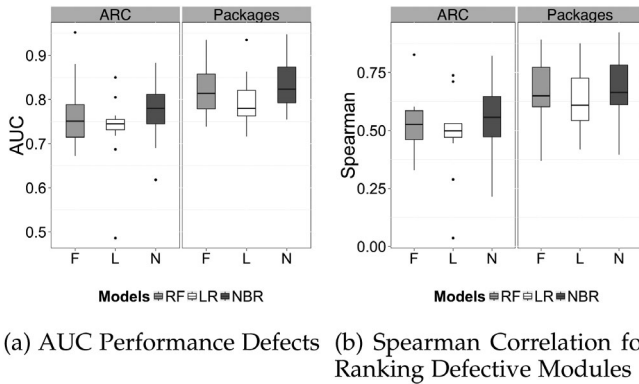 ARC
Packages
AUC
0.9
0.8
0.7
0.6
0.5
F L N F L N
Models RF LR NBR
(a) AUC Performance Defects
ARC
Packages
Spearman
0.75
0.50
0.25
0.00
F L N F L N
Models RF LR NBR
(b) Spearman Correlation fo
Ranking Defective Modules